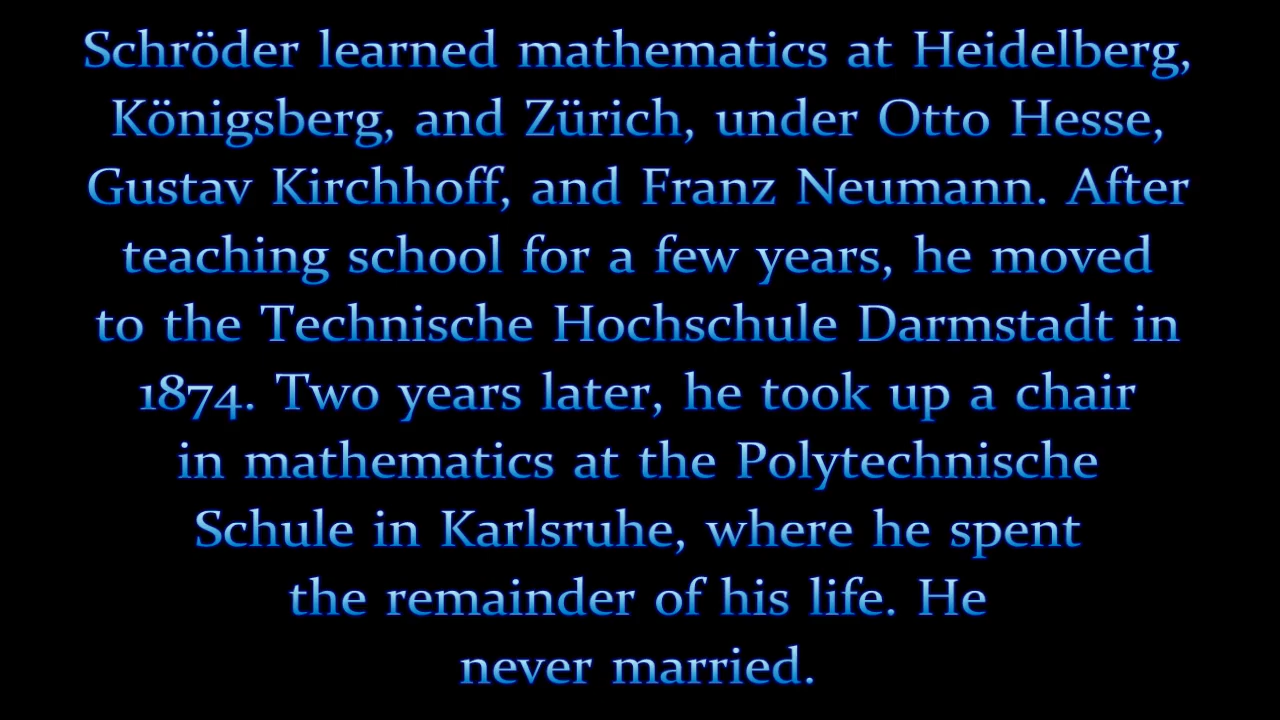 Schröder learned mathematics at Heidelberg,
Königsberg, and Zürich, under Otto Hesse,
Gustav Kirchhoff, and Franz Neumann. After
teaching school for a few years, he moved
to the Technische Hochschule Darmstadt in
1874. Two years later, he took up a chair
in mathematics at the Polytechnische
Schule in Karlsruhe, where he spent
the remainder of his life. He
never married.